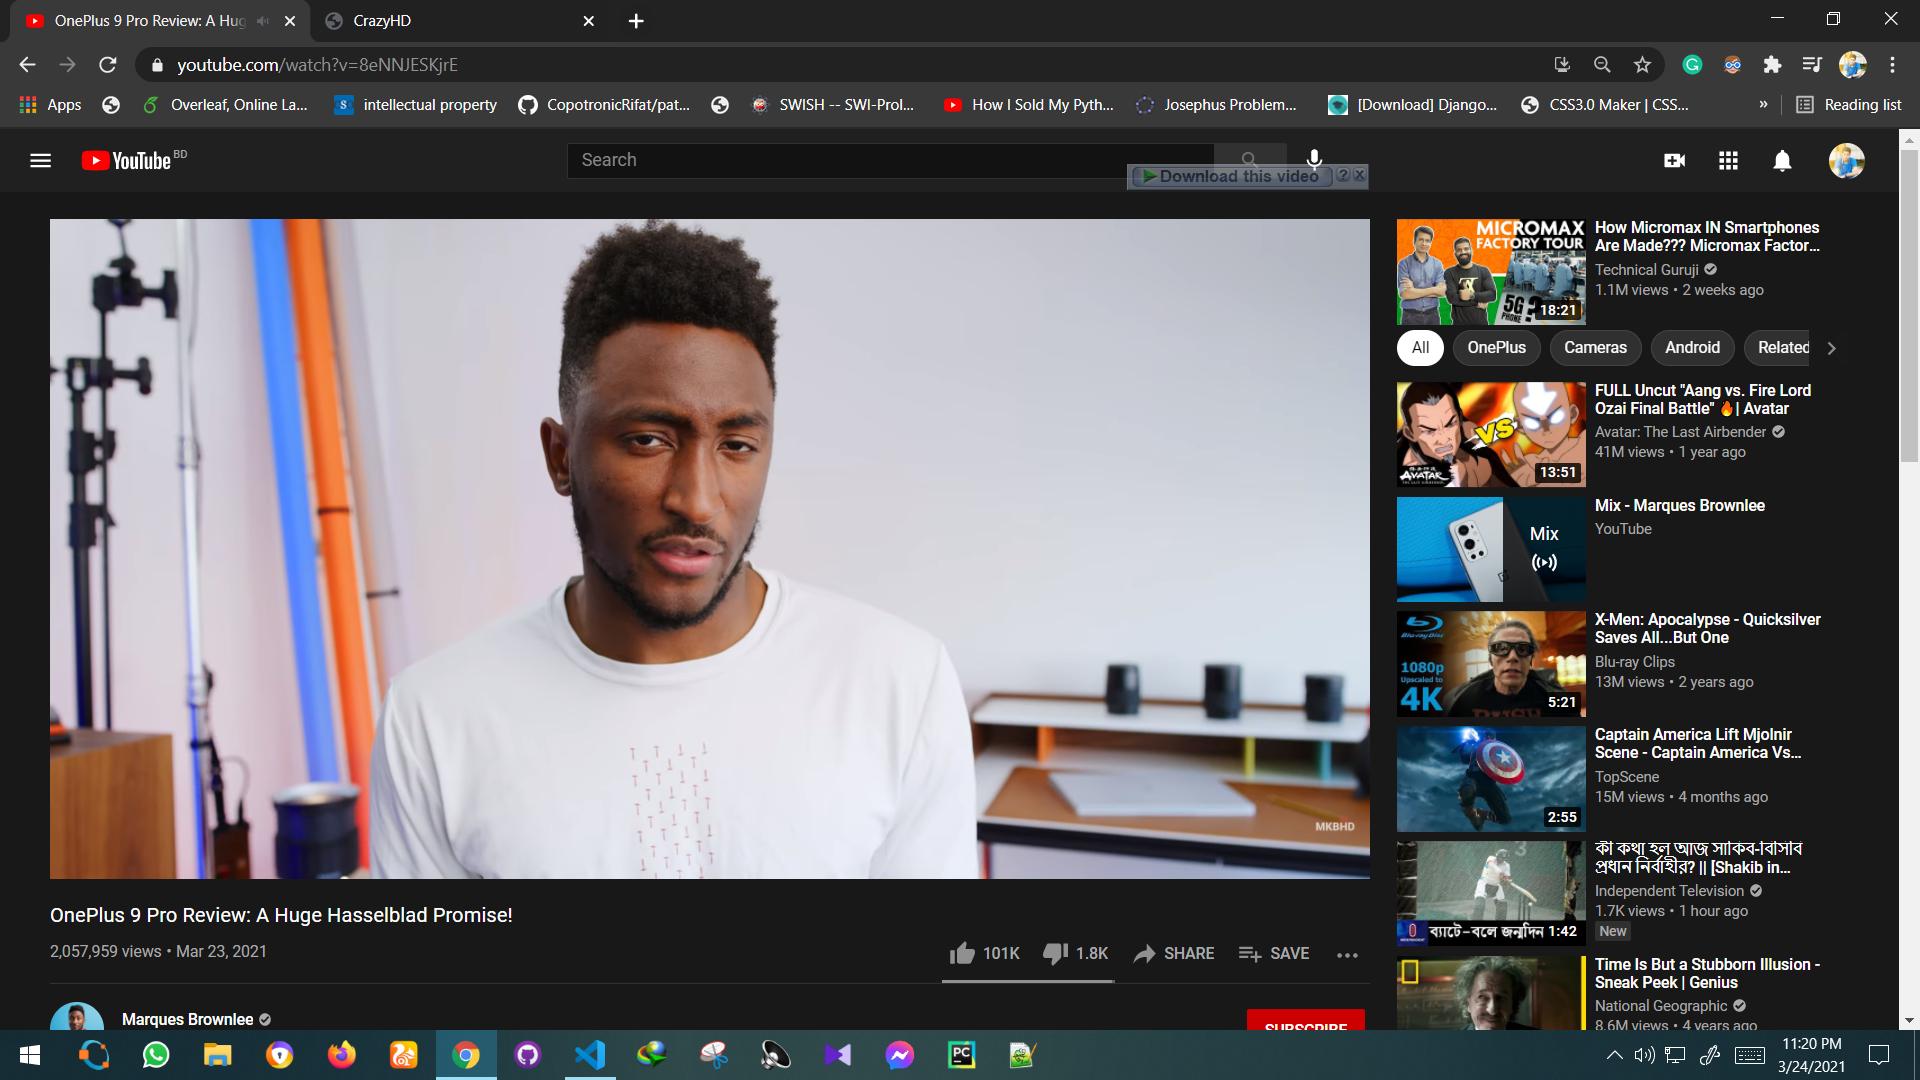 OnePlus 9 Pro Review: A Hug
CrazyHD
youtube.com/watch?v=8eNNJESKjrE
Apps
Overleaf, Online La...
intellectual property
CopotronicRifat/pat...
SWISH -- SWI-Prol...
How I Sold My Pyth...
Josephus Problem...
[Download] Django...
CSS3.0 Maker | CSS...
»
Reading list
YouTube BD
Search
Download this video
MICROMAX
FACTORY TOUR
5G ?
PHONE
18:21
How Micromax IN Smartphones
Are Made??? Micromax Factor...
Technical Guruji
1.1M views • 2 weeks ago
All
OnePlus
Cameras
Android
Related
VS
AVATAR
13:51
FULL Uncut "Aang vs. Fire Lord
Ozai Final Battle" 🔥| Avatar
Avatar: The Last Airbender
41M views • 1 year ago
Mix
Mix - Marques Brownlee
YouTube
Blu-ray Disc
1080p
Upscaled to
4K
5:21
X-Men: Apocalypse - Quicksilver
Saves All...But One
Blu-ray Clips
13M views • 2 years ago
2:55
Captain America Lift Mjolnir
Scene - Captain America Vs...
TopScene
15M views • 4 months ago
ব্যাটে-বলে জন্মদিন
1:42
কী কথা হল আজ সাকিব-বিসিবি
প্রধান নির্বাহীর? || [Shakib in...
Independent Television
1.7K views • 1 hour ago
New
Time Is But a Stubborn Illusion -
Sneak Peek | Genius
National Geographic
8.6M views • 4 years ago
MKBHD
OnePlus 9 Pro Review: A Huge Hasselblad Promise!
2,057,959 views • Mar 23, 2021
101K
1.8K
SHARE
SAVE
Marques Brownlee
SUBSCRIBE
11:20 PM
3/24/2021